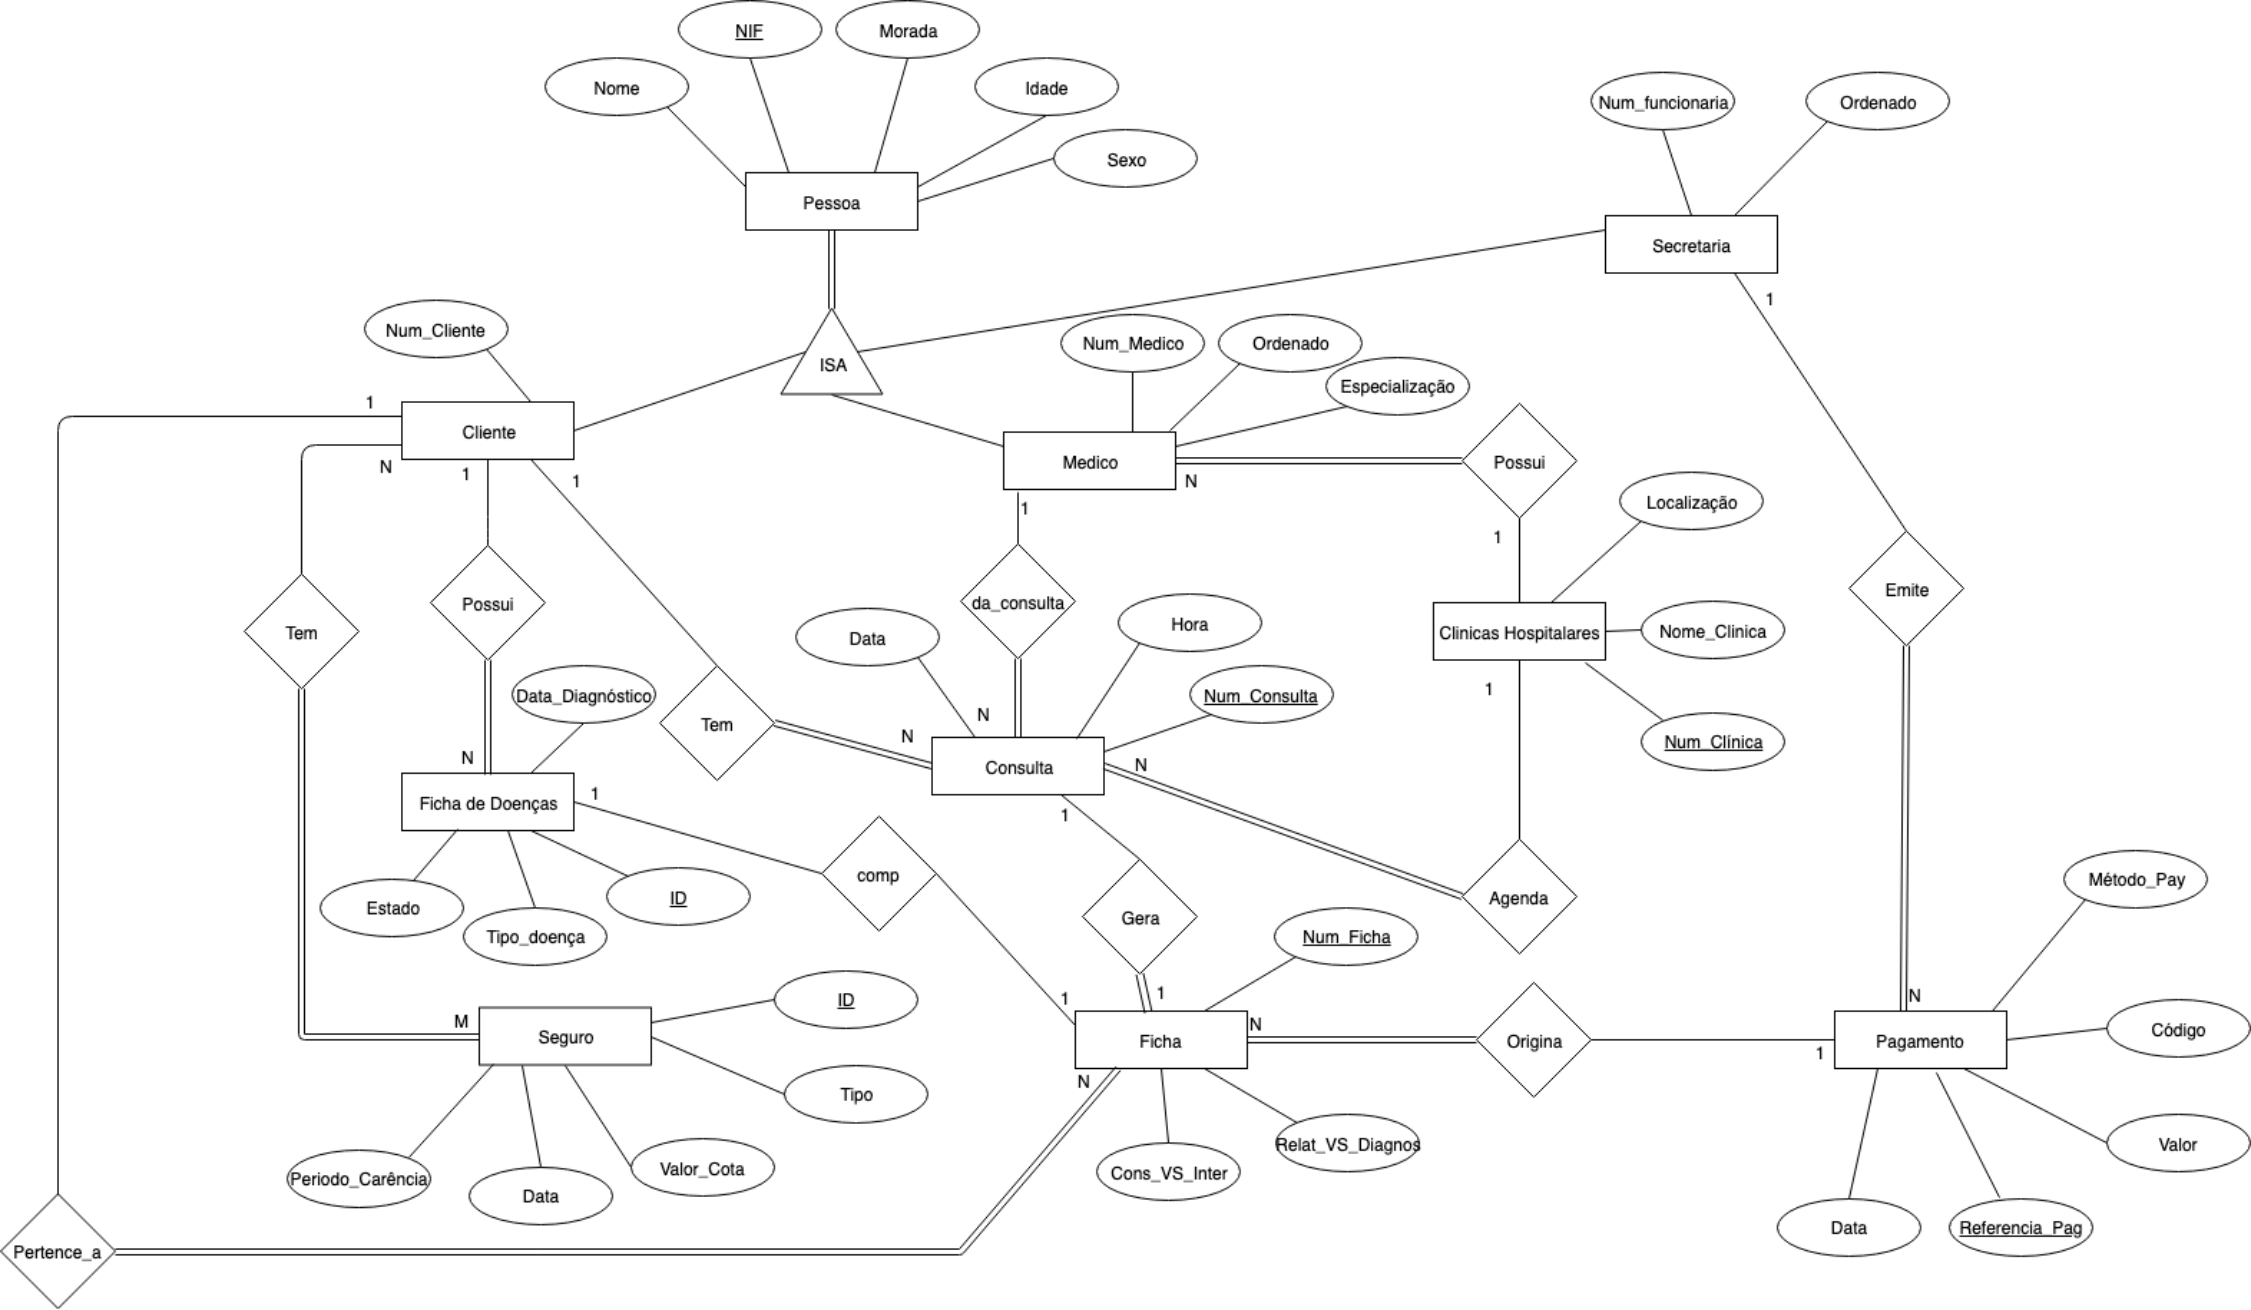 NIF
Morada
Nome
Idade
Num_funcionaria
Ordenado
Sexo
Pessoa
Secretaria
1
Num_Cliente
Num_Medico
Ordenado
ISA
Especialização
1
Cliente
Medico
Possui
N
1
1
N
1
Localização
1
Emite
da_consulta
Possui
Hora
Tem
Data
Clinicas Hospitalares
Nome_Clinica
1
Data_Diagnóstico
Num_Consulta
N
Tem
N
Num_Clínica
N
Consulta
N
1
Ficha de Doenças
1
comp
Método_Pay
ID
Agenda
Estado
Gera
Tipo_doença
Num_Ficha
1
1
N
ID
M
N
Seguro
Ficha
Origina
1
Pagamento
Código
N
Tipo
Relat_VS_Diagnos
Valor
Valor_Cota
Cons_VS_Inter
Periodo_Carência
Data
Data
Referencia_Pag
Pertence_a